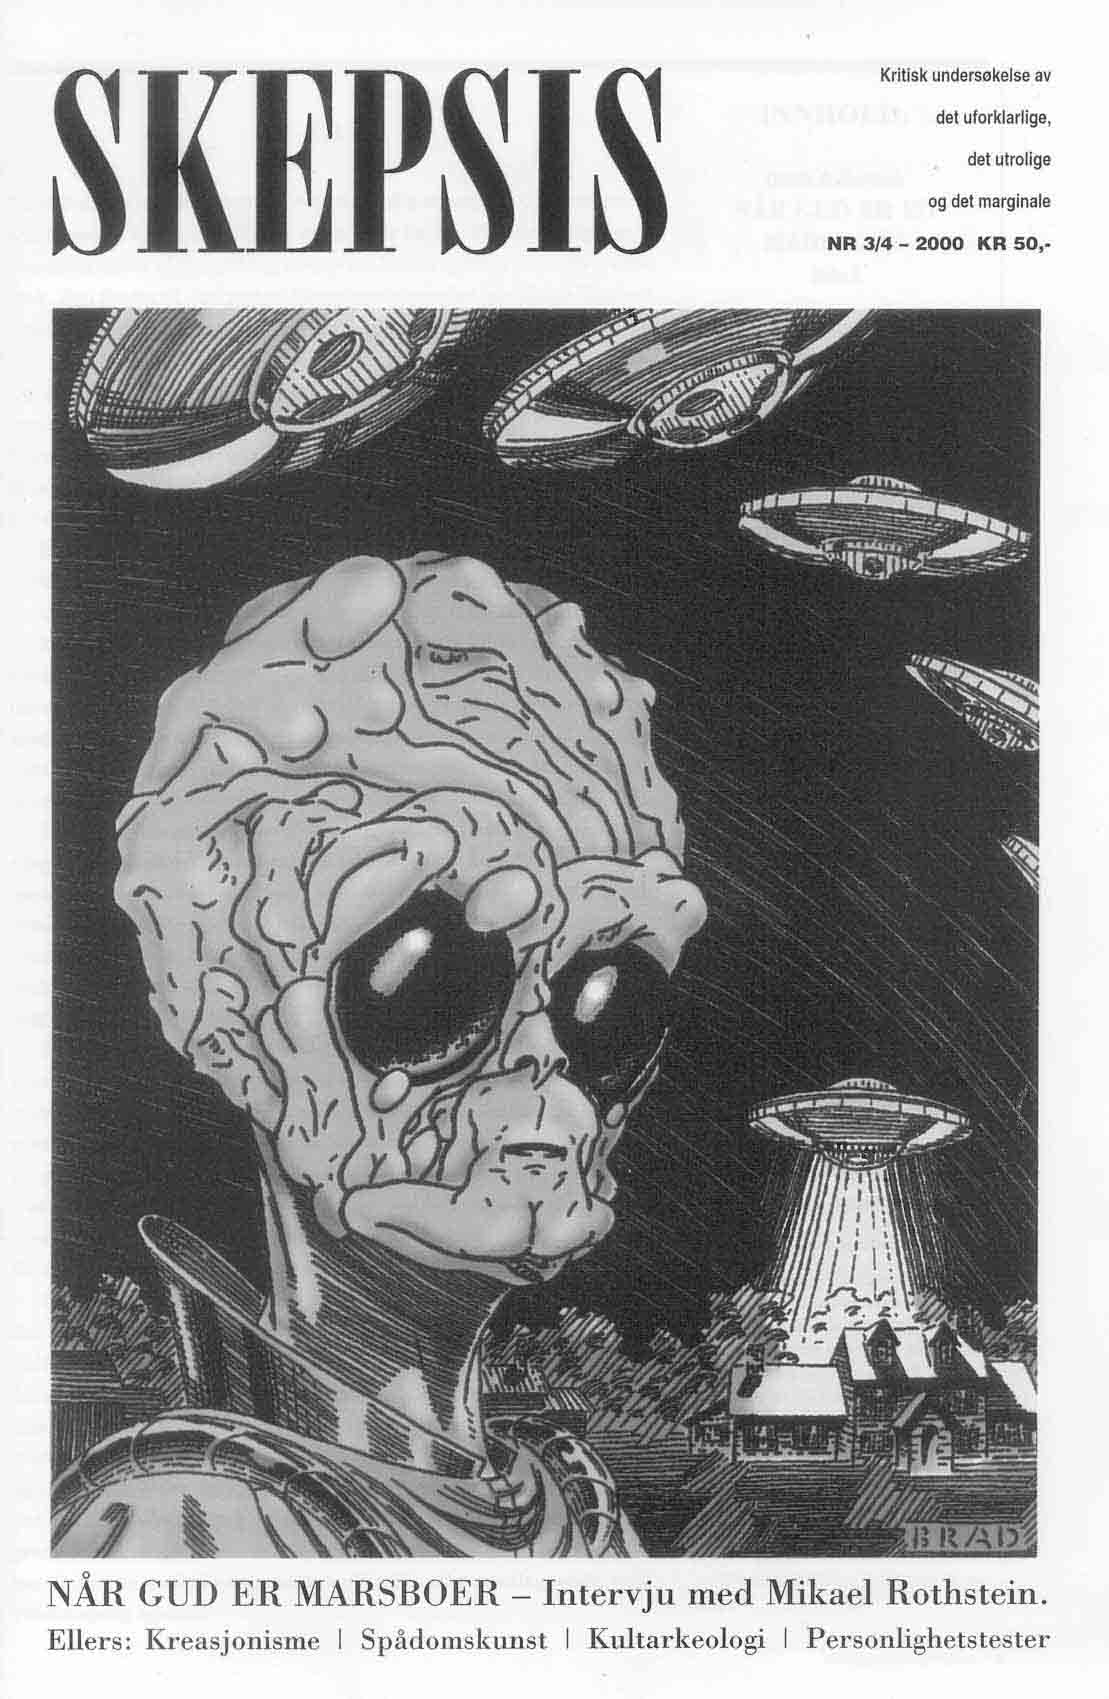 SKEPSIS
Kritisk undersøkelse av
det uforklarlige,
det utrolige
og det marginale
NR 3/4 – 2000 KR 50,-
BRAD
NÅR GUD ER MARSBOER – Intervju med Mikael Rothstein.
Ellers: Kreasjonisme | Spådomskunst | Kultarkeologi | Personlighetstester